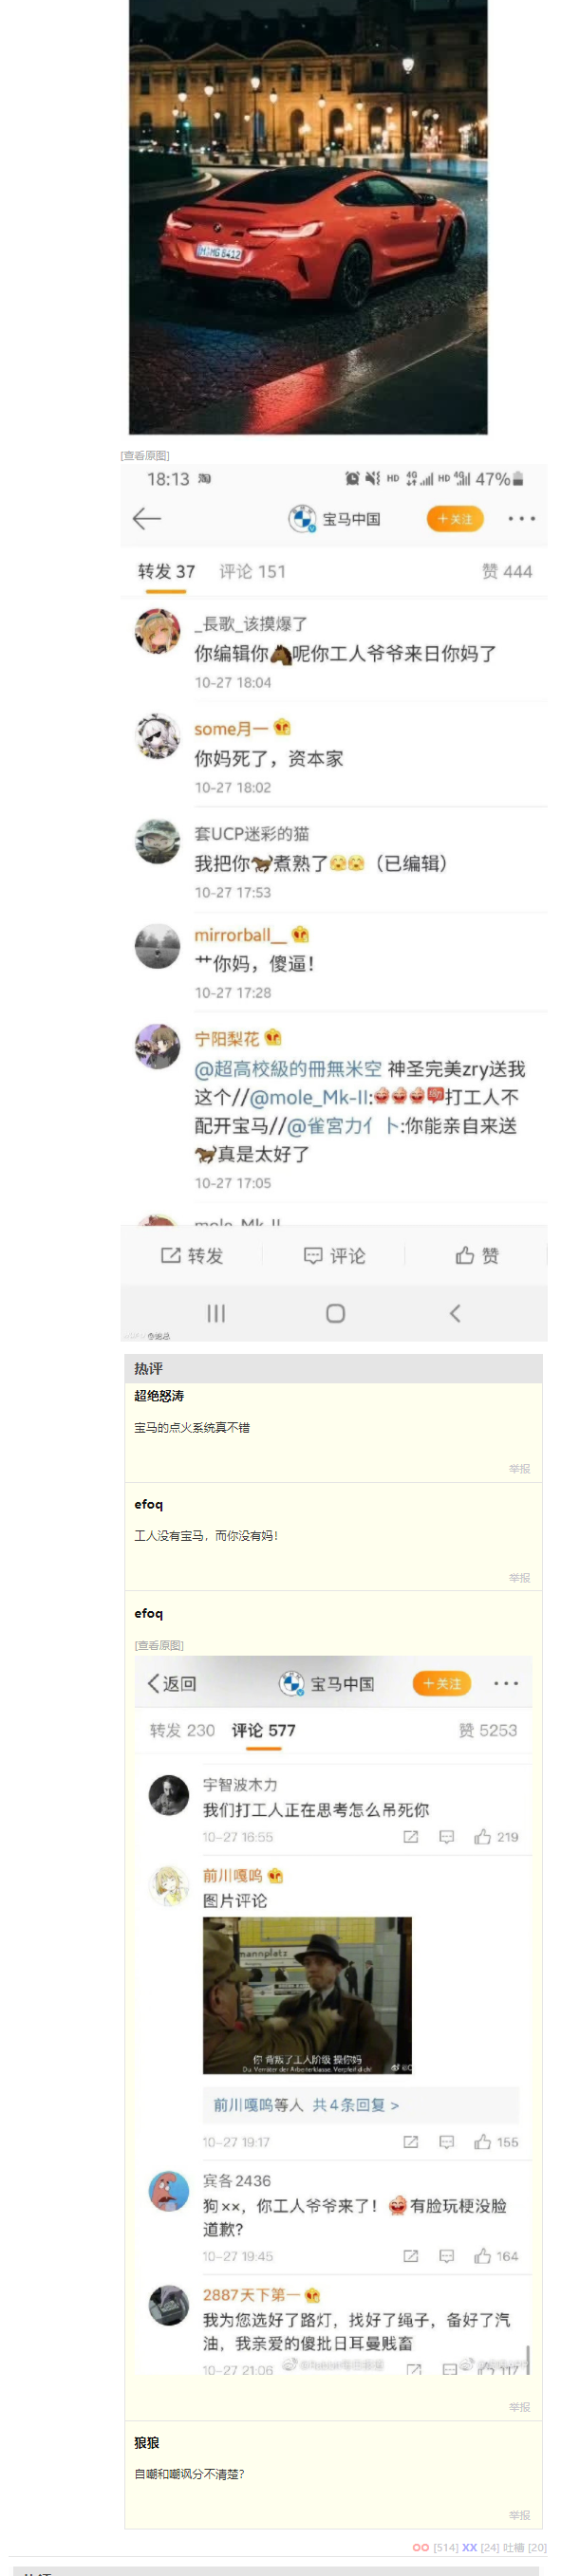 M·MG 8412
[查看原图]
18:13 HD 4G HD 4G 47%
宝马中国 +关注
转发 37 评论 151 赞 444
_長歌_该摸爆了
你编辑你🐴呢你工人爷爷来日你妈了
10-27 18:04
some月一
你妈死了，资本家
10-27 18:02
套UCP迷彩的猫
我把你🐎煮熟了😤😤（已编辑）
10-27 17:53
mirrorball__
艹你妈，傻逼！
10-27 17:28
宁阳梨花
@超高校級的冊無米空 神圣完美zry送我
这个//@mole_Mk-II:打工人不
配开宝马//@雀宮力亻卜:你能亲自来送
🐎真是太好了
10-27 17:05
mole_Mk-II
转发 评论 赞
热评
超绝怒涛
宝马的点火系统真不错
举报
efoq
工人没有宝马，而你没有妈！
举报
efoq
[查看原图]
返回 宝马中国 +关注
转发 230 评论 577 赞 5253
宇智波木力
我们打工人正在思考怎么吊死你
10-27 16:55 219
前川嘎呜
图片评论
mannplatz
你 背叛了工人阶级 操你妈
Du Verräter der Arbeiterklasse, Verpiss dich!
前川嘎呜等人 共4条回复 >
10-27 19:17 155
宾各2436
狗××，你工人爷爷来了！有脸玩梗没脸
道歉？
10-27 19:45 164
2887天下第一
我为您选好了路灯，找好了绳子，备好了汽
油，我亲爱的傻批日耳曼贱畜
10-27 21:06 117
举报
狼狼
自嘲和嘲讽分不清楚？
举报
OO [514] XX [24] 吐槽 [20]